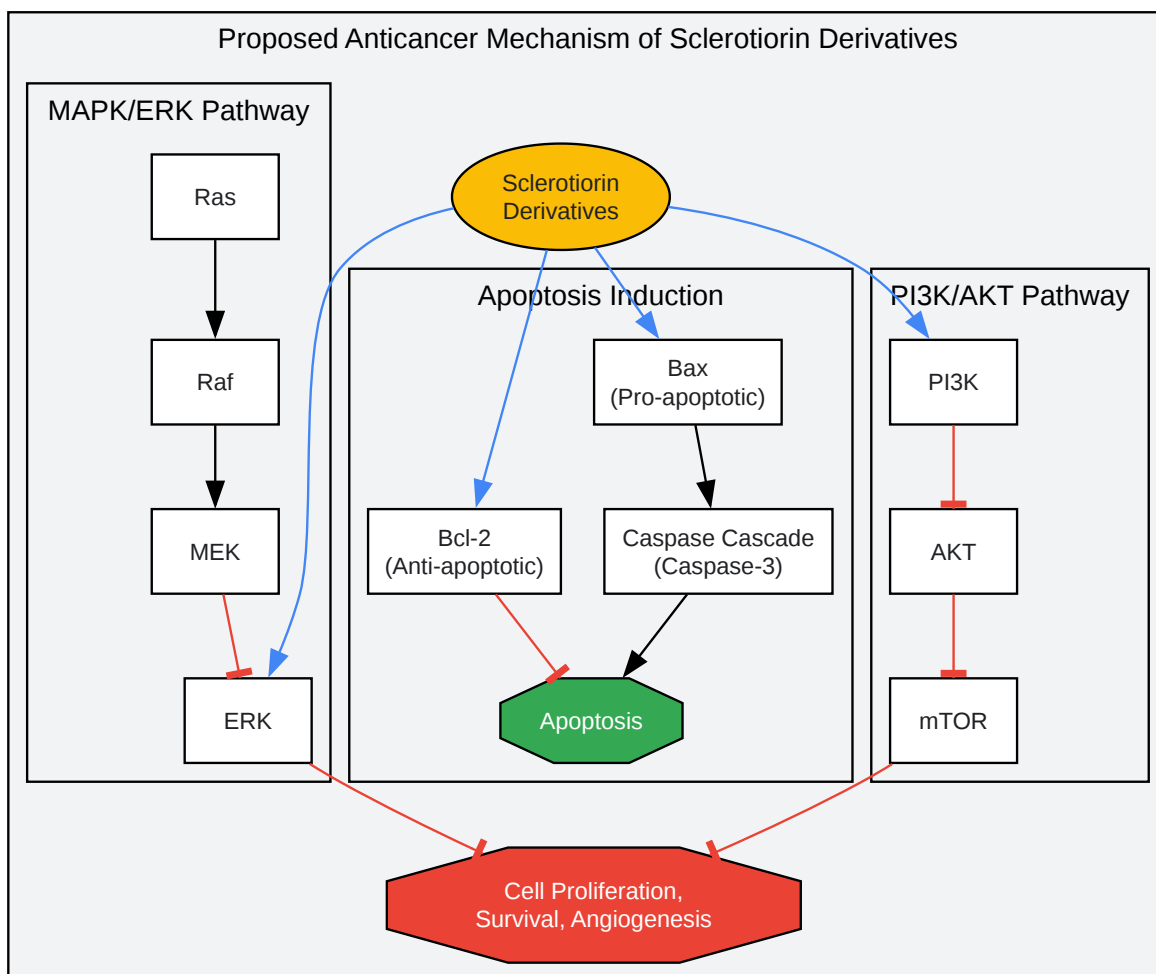 Proposed Anticancer Mechanism of Sclerotiorin Derivatives
MAPK/ERK Pathway
Ras
Sclerotiorin
Derivatives
Apoptosis Induction
PI3K/AKT Pathway
Raf
Bax
(Pro-apoptotic)
PI3K
MEK
Bcl-2
(Anti-apoptotic)
Caspase Cascade
(Caspase-3)
AKT
ERK
Apoptosis
mTOR
Cell Proliferation,
Survival, Angiogenesis